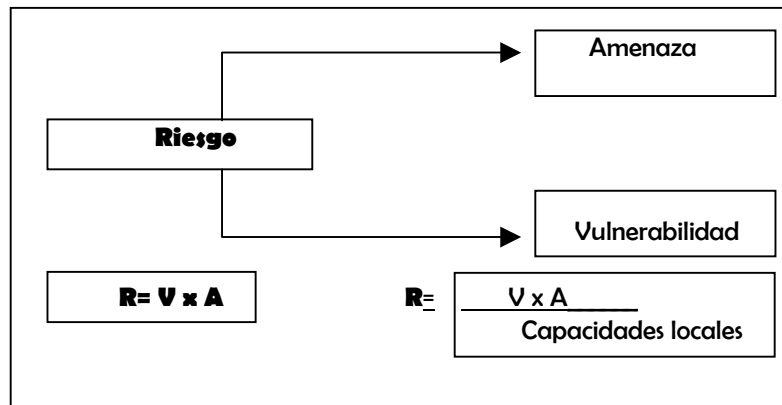 Amenaza
Riesgo
Vulnerabilidad
R= V x A
R= V x A
Capacidades locales